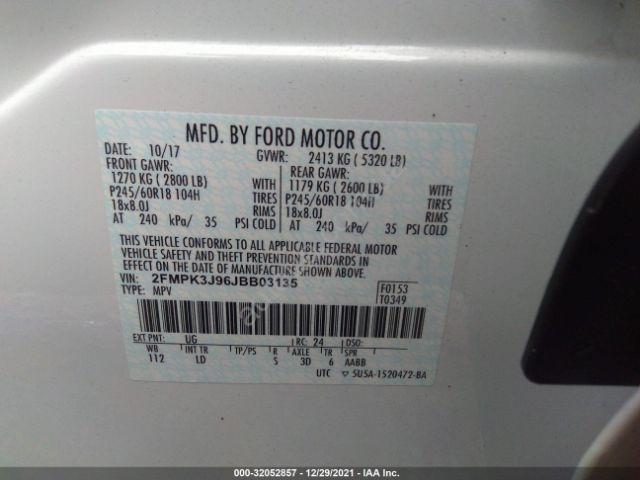 MFD. BY FORD MOTOR CO.
DATE: 10/17 GVWR: 2413 KG ( 5320 LB)
FRONT GAWR: REAR GAWR:
1270 KG ( 2800 LB) WITH 1179 KG ( 2600 LB) WITH
P245/60R18 104H TIRES P245/60R18 104H TIRES
18x8.0J RIMS 18x8.0J RIMS
AT 240 kPa/ 35 PSI COLD AT 240 kPa/ 35 PSI COLD
THIS VEHICLE CONFORMS TO ALL APPLICABLE FEDERAL MOTOR
VEHICLE SAFETY AND THEFT PREVENTION STANDARDS IN
EFFECT ON THE DATE OF MANUFACTURE SHOWN ABOVE.
VIN: 2FMPK3J96JBB03135 F0153
TYPE: MPV T0349
EXT PNT: UG RC: 24 DSO:
WB INT TR TP/PS R AXLE TR SPR
112 LD S 3D 6 AABB
UTC ▽ 5U5A-1520472-BA
000-32052857 - 12/29/2021 - IAA Inc.